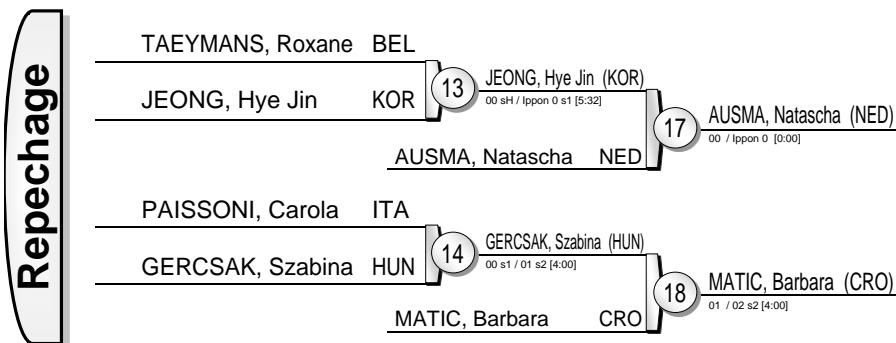 Repechage
TAEYMANS, Roxane BEL
JEONG, Hye Jin KOR
13
JEONG, Hye Jin (KOR)
00 sH / Ippon 0 s1 [5:32]
AUSMA, Natascha NED
17
AUSMA, Natascha (NED)
00 / Ippon 0 [0:00]
PAISSONI, Carola ITA
GERCSAK, Szabina HUN
14
GERCSAK, Szabina (HUN)
00 s1 / 01 s2 [4:00]
MATIC, Barbara CRO
18
MATIC, Barbara (CRO)
01 / 02 s2 [4:00]